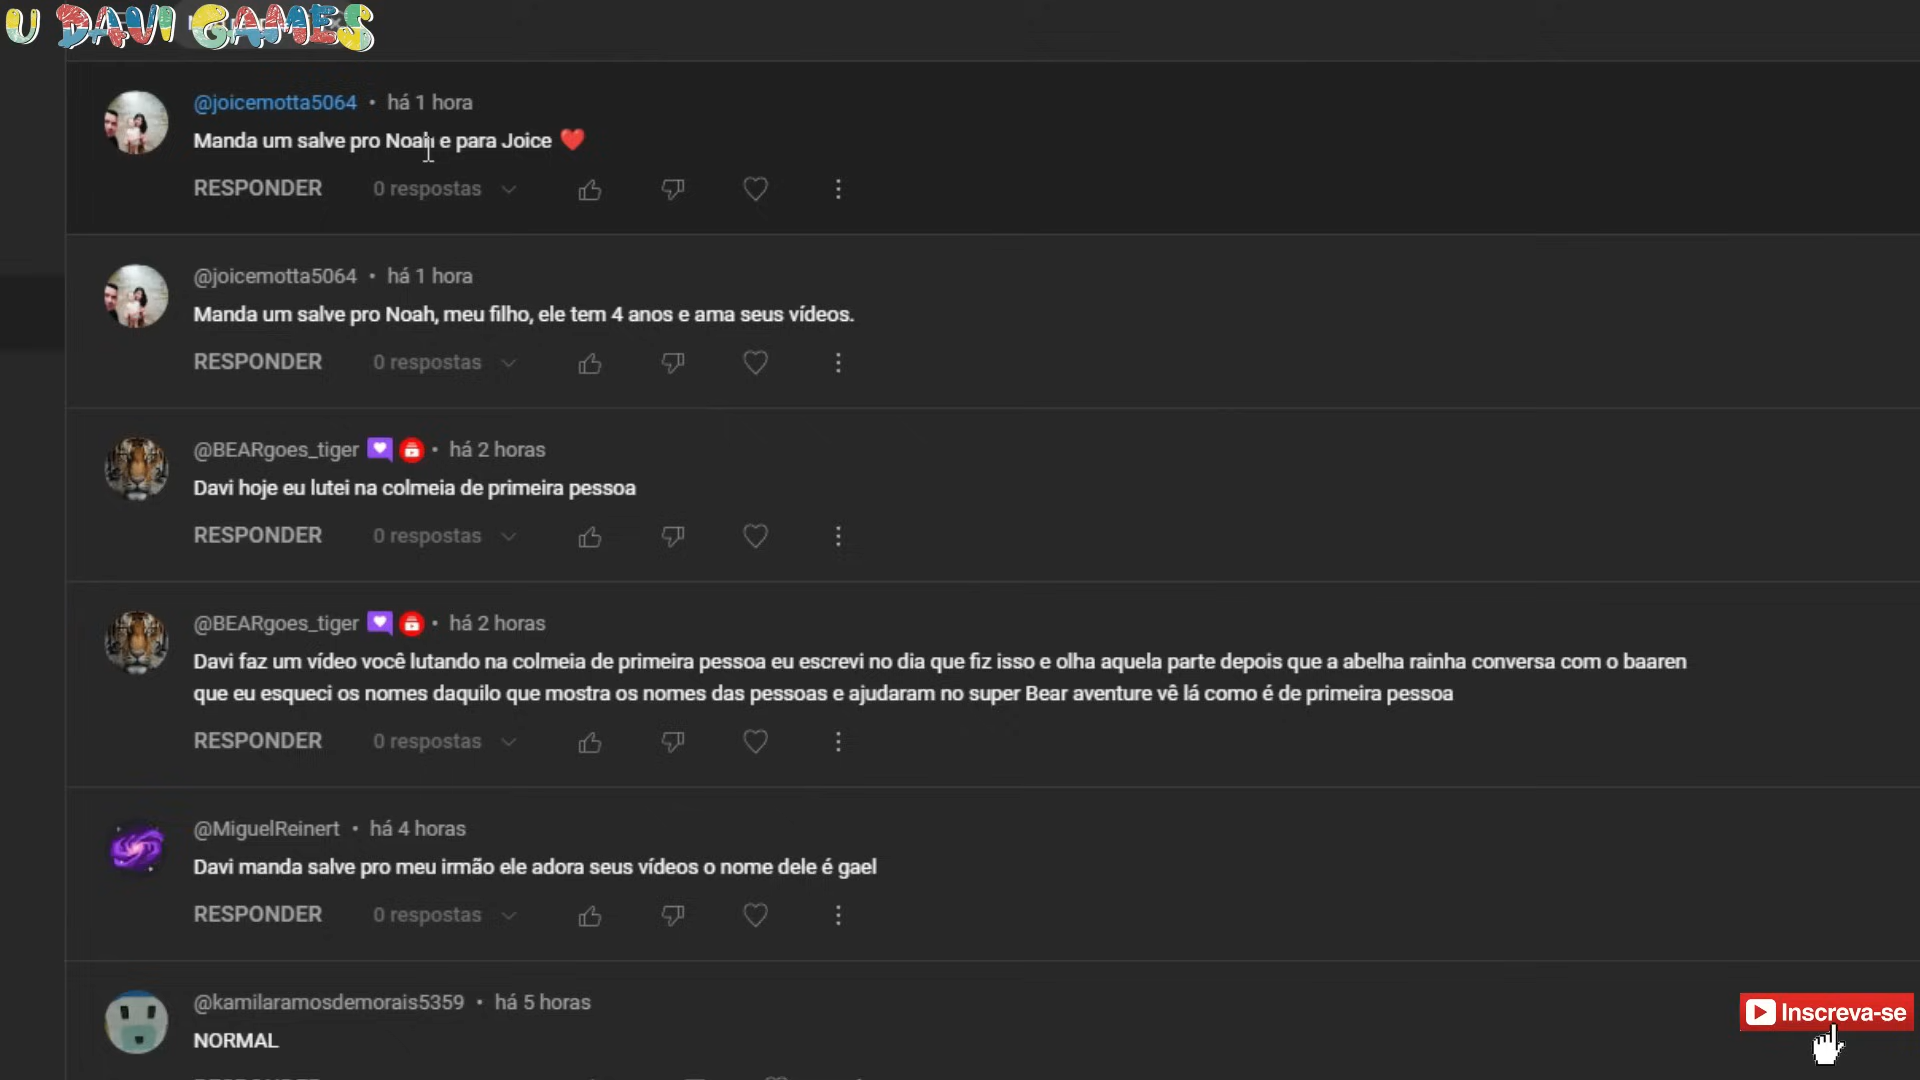 U DAVI GAMES
@joicemotta5064 • há 1 hora
Manda um salve pro Noah e para Joice ❤️
RESPONDER 0 respostas
@joicemotta5064 • há 1 hora
Manda um salve pro Noah, meu filho, ele tem 4 anos e ama seus vídeos.
RESPONDER 0 respostas
@BEARgoes_tiger • há 2 horas
Davi hoje eu lutei na colmeia de primeira pessoa
RESPONDER 0 respostas
@BEARgoes_tiger • há 2 horas
Davi faz um vídeo você lutando na colmeia de primeira pessoa eu escrevi no dia que fiz isso e olha aquela parte depois que a abelha rainha conversa com o baaren
que eu esqueci os nomes daquilo que mostra os nomes das pessoas e ajudaram no super Bear aventure vê lá como é de primeira pessoa
RESPONDER 0 respostas
@MiguelReinert • há 4 horas
Davi manda salve pro meu irmão ele adora seus vídeos o nome dele é gael
RESPONDER 0 respostas
@kamilaramosdemorais5359 • há 5 horas
Inscreva-se
NORMAL